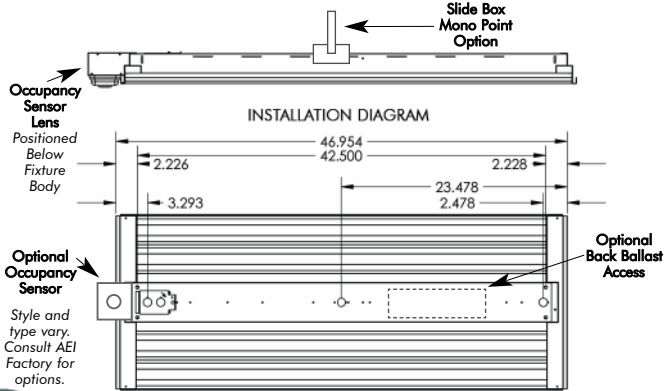 Slide Box
Mono Point
Option
Occupancy
Sensor
Lens
Positioned
Below
Fixture
Body
INSTALLATION DIAGRAM
46.954
42.500
2.226
2.228
23.478
3.293
2.478
Optional
Occupancy
Sensor
Style and
type vary.
Consult AEI
Factory for
options.
Optional
Back Ballast
Access